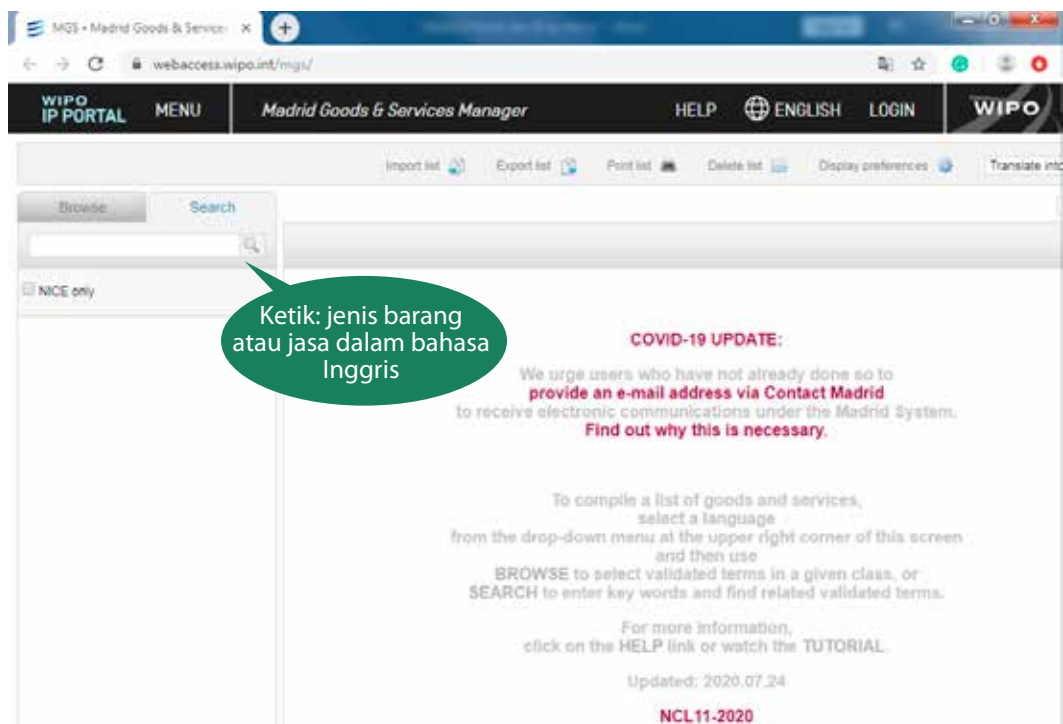 MGS - Madrid Goods & Service
webaccess.wipo.int/mgs/
WIPO
IP PORTAL
MENU
Madrid Goods & Services Manager
HELP
ENGLISH
LOGIN
WIPO
Import list
Export list
Print list
Delete list
Display preferences
Translate into
Browse
Search
NICE only
Ketik: jenis barang
atau jasa dalam bahasa
Inggris
COVID-19 UPDATE:
We urge users who have not already done so to
provide an e-mail address via Contact Madrid
to receive electronic communications under the Madrid System.
Find out why this is necessary.
To compile a list of goods and services,
select a language
from the drop-down menu at the upper right corner of this screen
and then use
BROWSE to select validated terms in a given class, or
SEARCH to enter key words and find related validated terms.
For more information,
click on the HELP link or watch the TUTORIAL
Updated: 2020.07.24
NCL11-2020